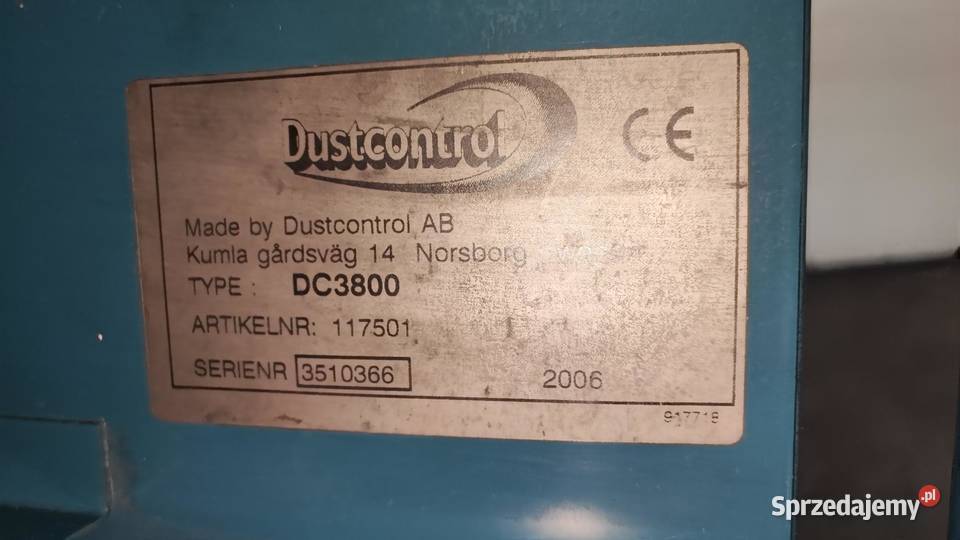 Dustcontrol CE
Made by Dustcontrol AB
Kumla gårdsväg 14 Norsborg
TYPE : DC3800
ARTIKELNR: 117501
SERIENR 3510366 2006
917718
Sprzedajemy.pl